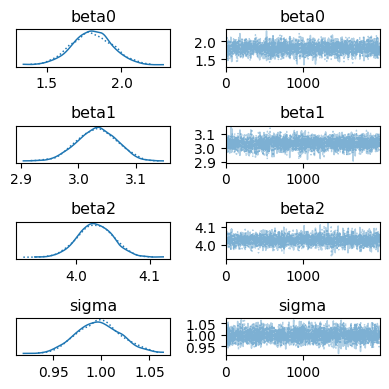 beta0 beta0
2.0
1.5
1.5 2.0 0 1000
beta1 beta1
3.1
3.0
2.9
2.9 3.0 3.1 0 1000
beta2 beta2
4.1
4.0
4.0 4.1 0 1000
sigma sigma
1.05
1.00
0.95
0.95 1.00 1.05 0 1000